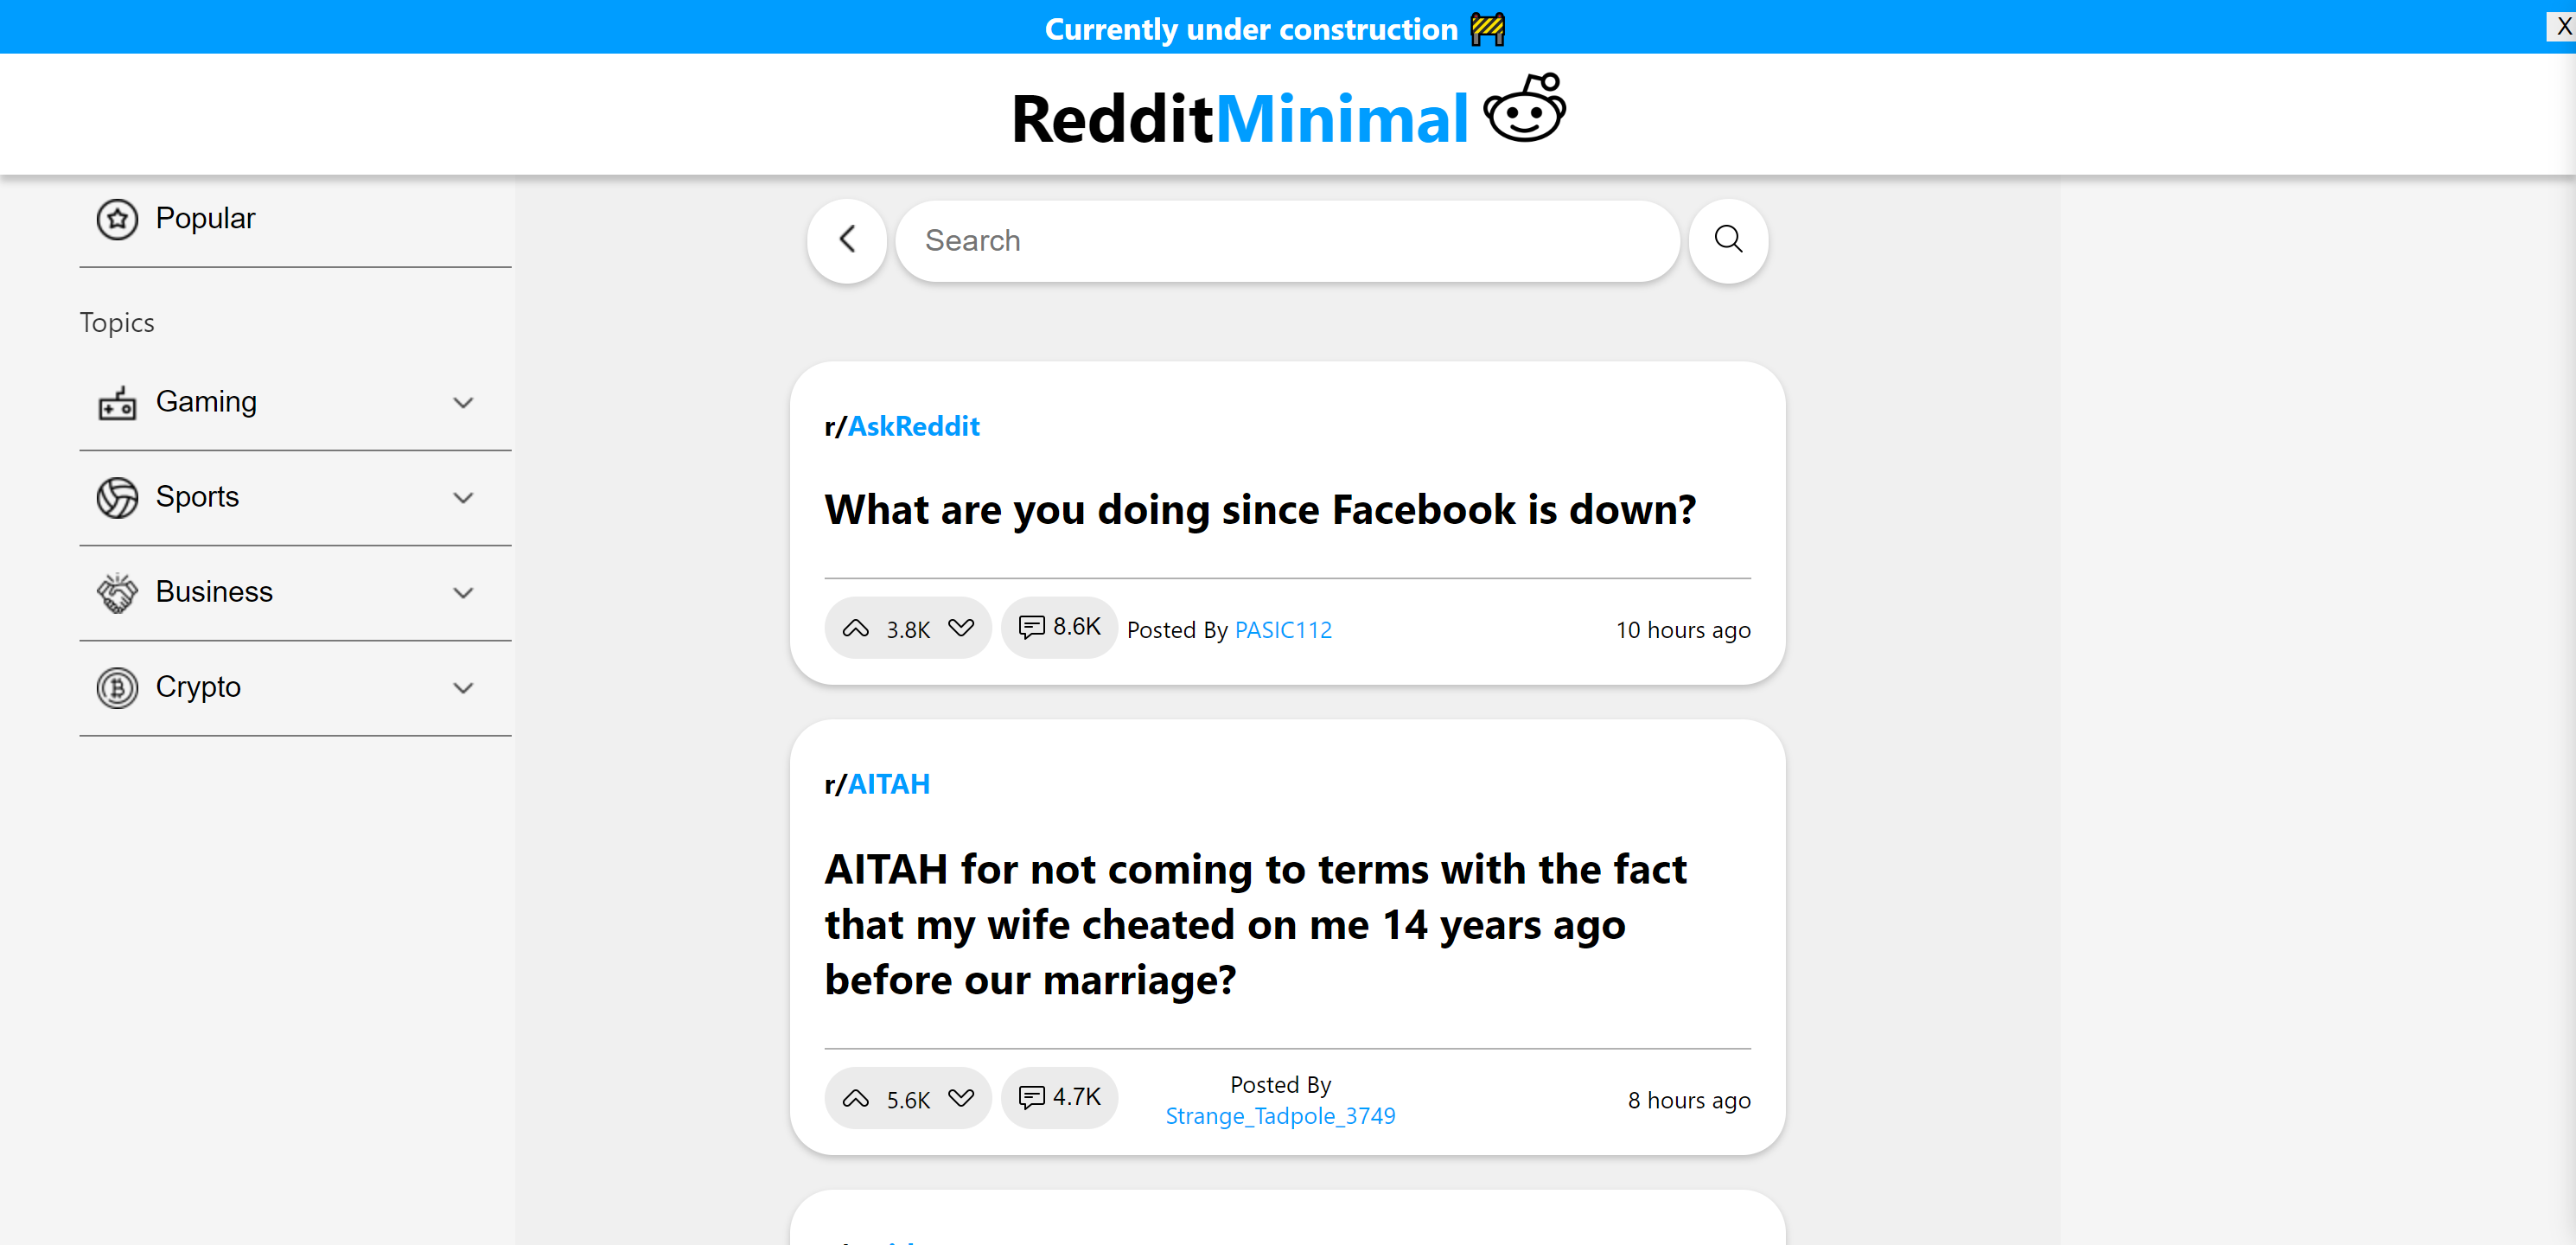 Currently under construction 🚧
X
RedditMinimal
Popular
Topics
Gaming
Sports
Business
Crypto
Search
r/AskReddit
What are you doing since Facebook is down?
3.8K 8.6K Posted By PASIC112 10 hours ago
r/AITAH
AITAH for not coming to terms with the fact
that my wife cheated on me 14 years ago
before our marriage?
5.6K 4.7K Posted By
Strange_Tadpole_3749
8 hours ago